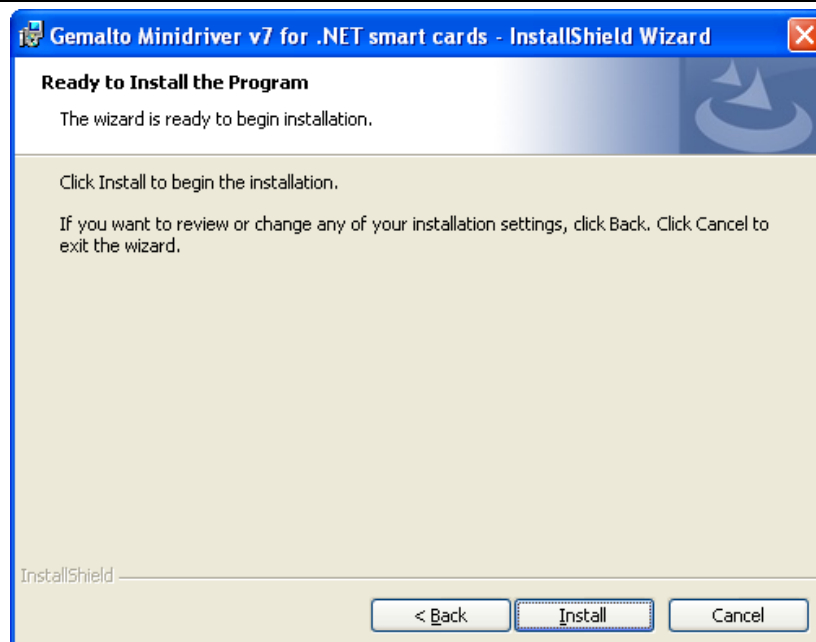 Gemalto Minidriver v7 for .NET smart cards - InstallShield Wizard
Ready to Install the Program
The wizard is ready to begin installation.
Click Install to begin the installation.
If you want to review or change any of your installation settings, click Back. Click Cancel to
exit the wizard.
InstallShield
< Back
Install
Cancel